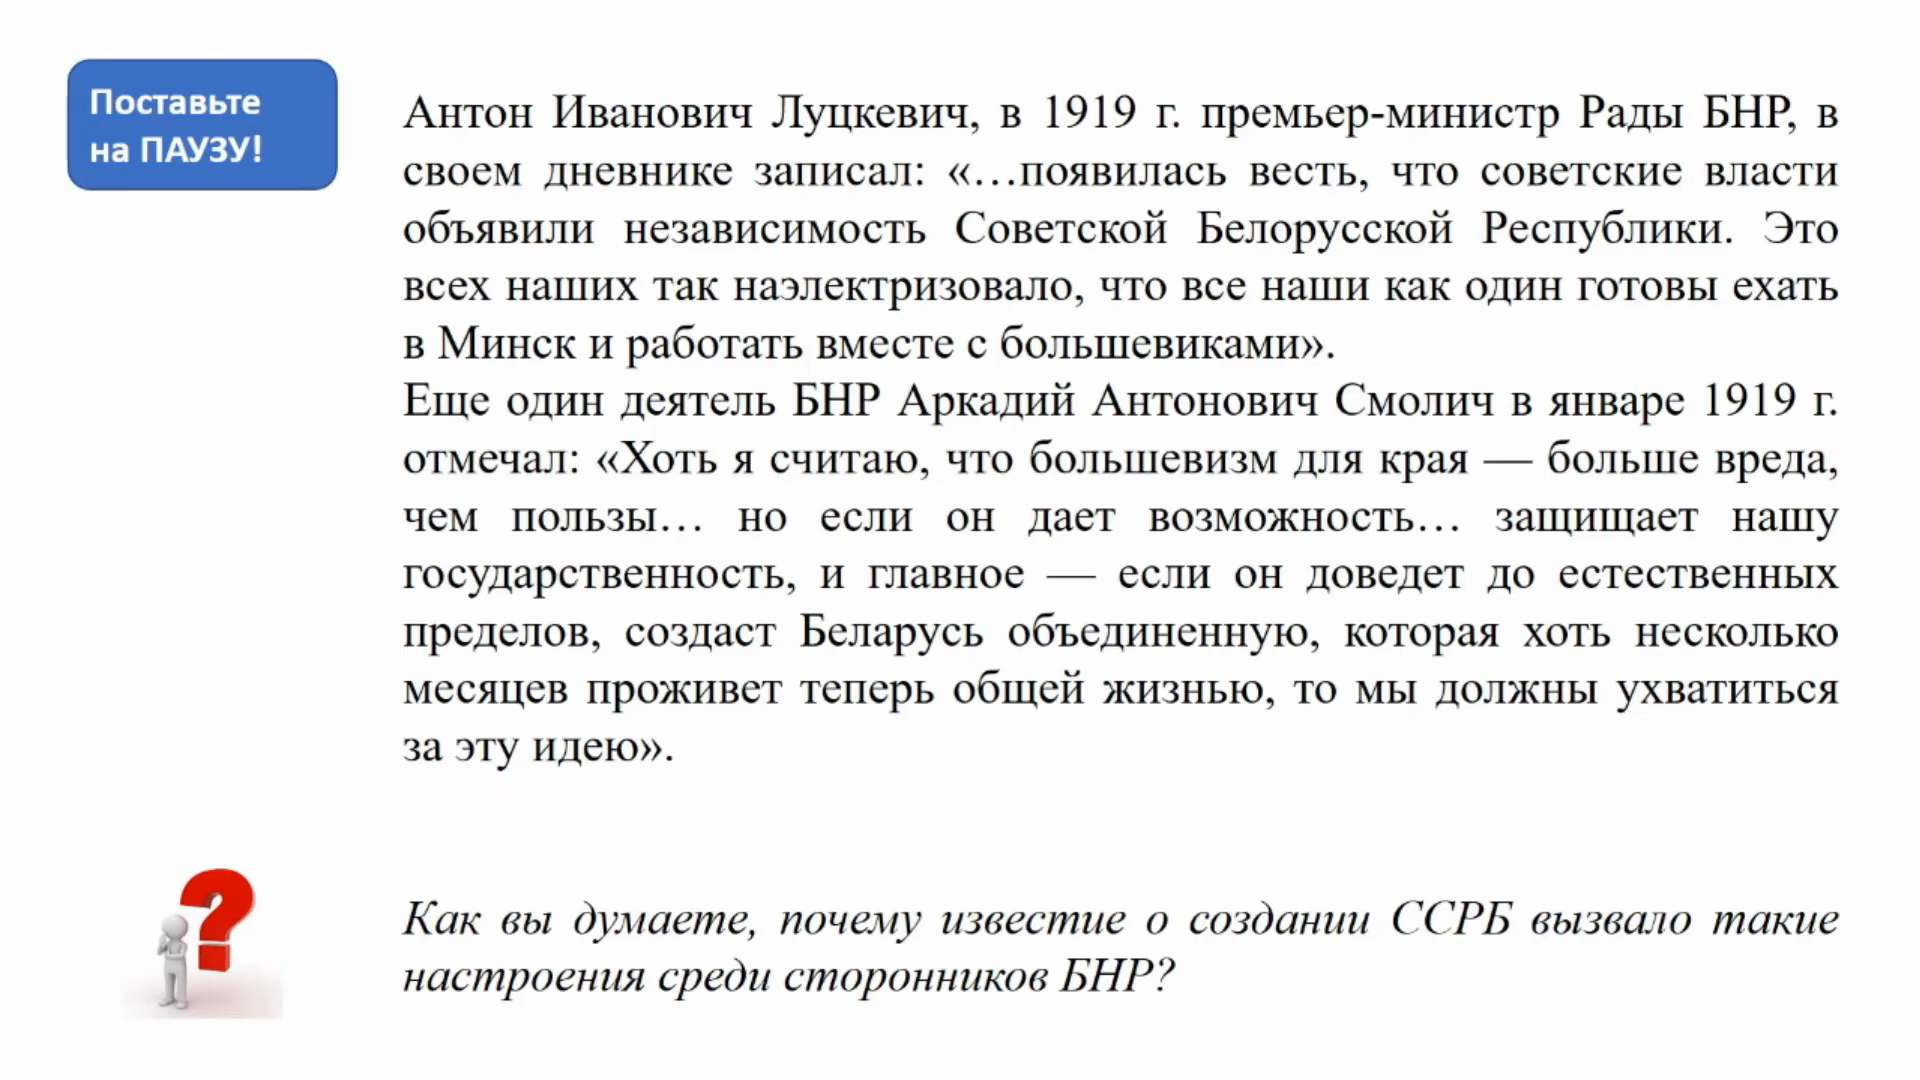 Поставьте
на ПАУЗУ!
Антон Иванович Луцкевич, в 1919 г. премьер-министр Рады БНР, в
своем дневнике записал: «…появилась весть, что советские власти
объявили независимость Советской Белорусской Республики. Это
всех наших так наэлектризовало, что все наши как один готовы ехать
в Минск и работать вместе с большевиками».
Еще один деятель БНР Аркадий Антонович Смолич в январе 1919 г.
отмечал: «Хоть я считаю, что большевизм для края — больше вреда,
чем пользы… но если он дает возможность… защищает нашу
государственность, и главное — если он доведет до естественных
пределов, создаст Беларусь объединенную, которая хоть несколько
месяцев проживет теперь общей жизнью, то мы должны ухватиться
за эту идею».
Как вы думаете, почему известие о создании ССРБ вызвало такие
настроения среди сторонников БНР?